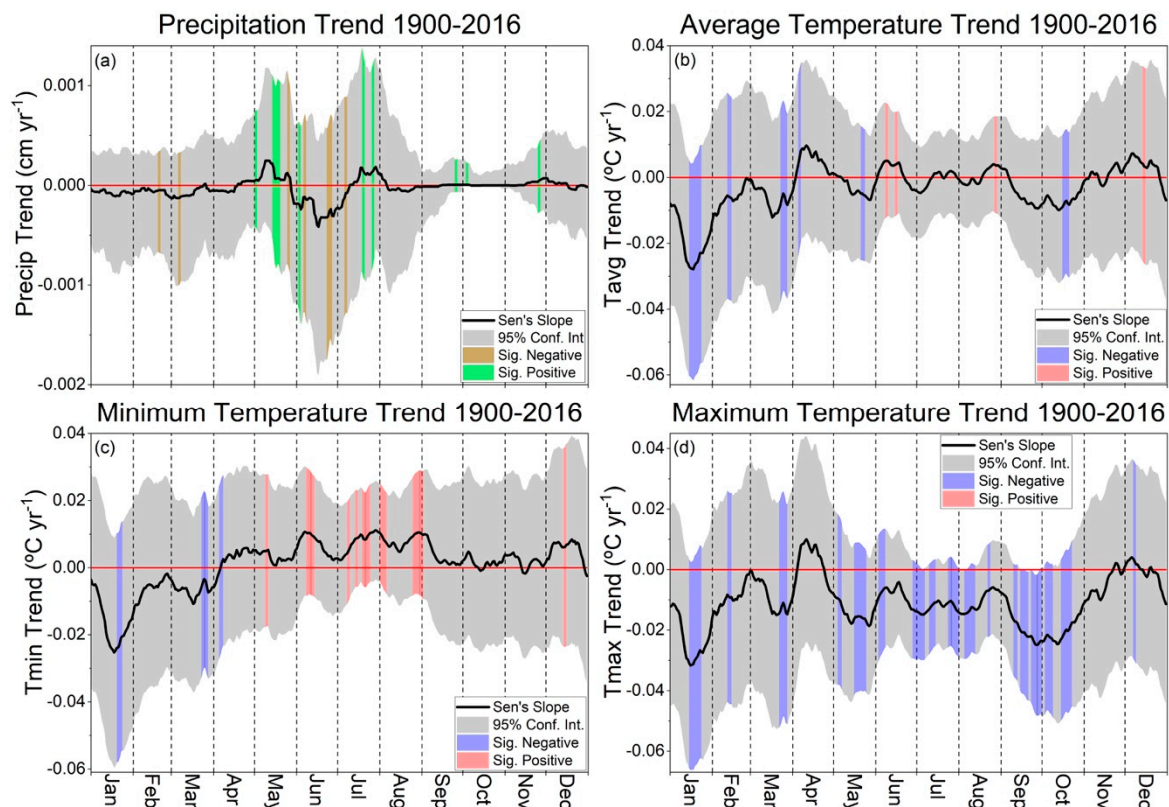 Precipitation Trend 1900-2016
(a)
Precip Trend (cm yr⁻¹)
0.001
0.000
-0.001
-0.002
Sen's Slope
95% Conf. Int.
Sig. Negative
Sig. Positive
Average Temperature Trend 1900-2016
(b)
Tavg Trend (ºC yr⁻¹)
0.04
0.02
0.00
-0.02
-0.04
-0.06
Sen's Slope
95% Conf. Int.
Sig. Negative
Sig. Positive
Minimum Temperature Trend 1900-2016
(c)
Tmin Trend (ºC yr⁻¹)
0.04
0.02
0.00
-0.02
-0.04
-0.06
Sen's Slope
95% Conf. Int.
Sig. Negative
Sig. Positive
Jan
Feb
Mar
Apr
May
Jun
Jul
Aug
Sep
Oct
Nov
Dec
Maximum Temperature Trend 1900-2016
(d)
Tmax Trend (ºC yr⁻¹)
0.04
0.02
0.00
-0.02
-0.04
-0.06
Sen's Slope
95% Conf. Int.
Sig. Negative
Sig. Positive
Jan
Feb
Mar
Apr
May
Jun
Jul
Aug
Sep
Oct
Nov
Dec